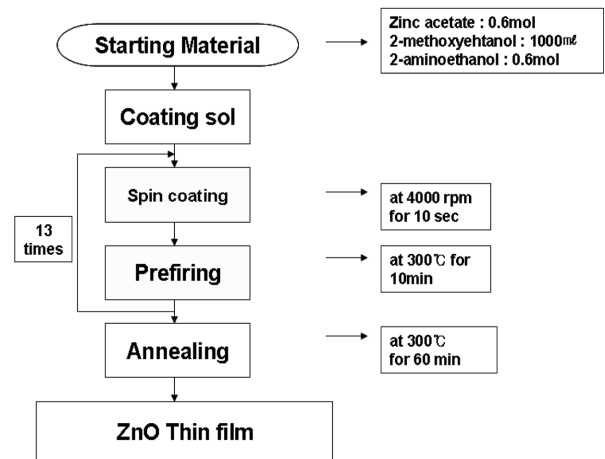 Starting Material
Zinc acetate : 0.6mol
2-methoxyehtanol : 1000㎖
2-aminoethanol : 0.6mol
Coating sol
Spin coating
at 4000 rpm
for 10 sec
13
times
Prefiring
at 300℃ for
10min
Annealing
at 300℃
for 60 min
ZnO Thin film